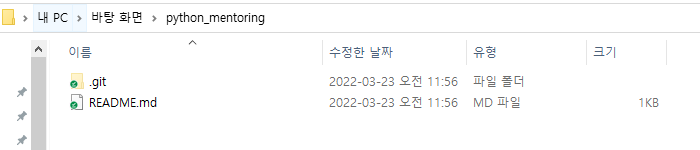 내 PC > 바탕 화면 > python_mentoring
이름 수정한 날짜 유형 크기
.git 2022-03-23 오전 11:56 파일 폴더
README.md 2022-03-23 오전 11:56 MD 파일 1KB